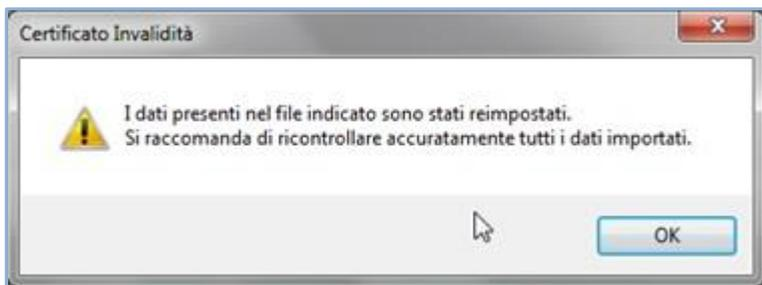 Certificato Invalidità
I dati presenti nel file indicato sono stati reimpostati.
Si raccomanda di ricontrollare accuratamente tutti i dati importati.
OK